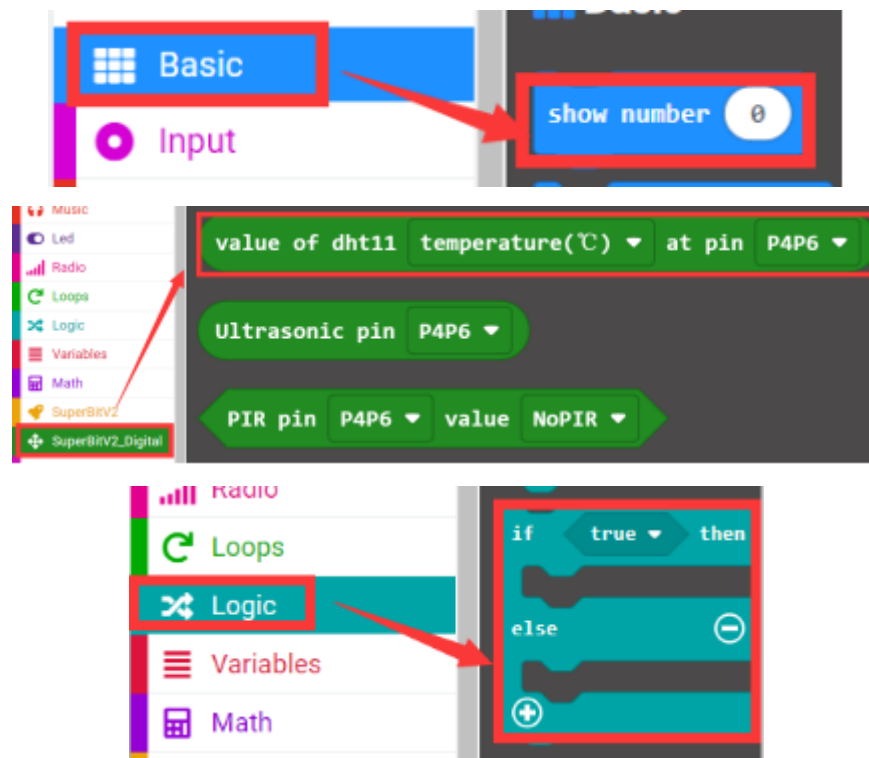 Basic
Basic
show number 0
Input
Music
value of dht11 temperature(℃) at pin P4P6
Led
Radio
Loops
Ultrasonic pin P4P6
Logic
Variables
Math
PIR pin P4P6 value NoPIR
SuperBitV2
SuperBitV2_Digital
Radio
if true then
Loops
Logic
else
Variables
Math